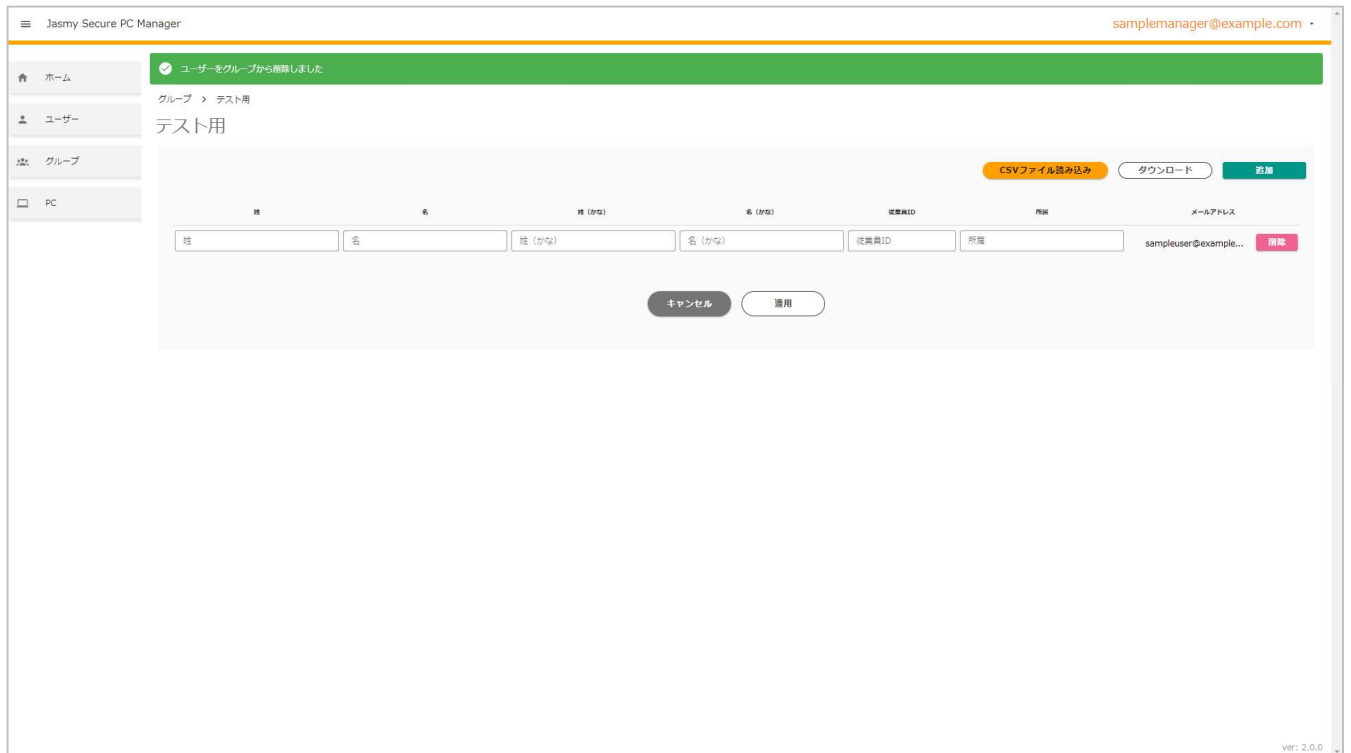 Jasmy Secure PC Manager
samplemanager@example.com
ホーム
ユーザー
グループ
PC
ユーザーをグループから削除しました
グループ > テスト用
テスト用
CSVファイル読み込み ダウンロード 追加
姓 名 姓（かな） 名（かな） 従業員ID 所属 メールアドレス
姓 名 姓（かな） 名（かな） 従業員ID 所属 sampleuser@example... 削除
キャンセル 適用
ver: 2.0.0